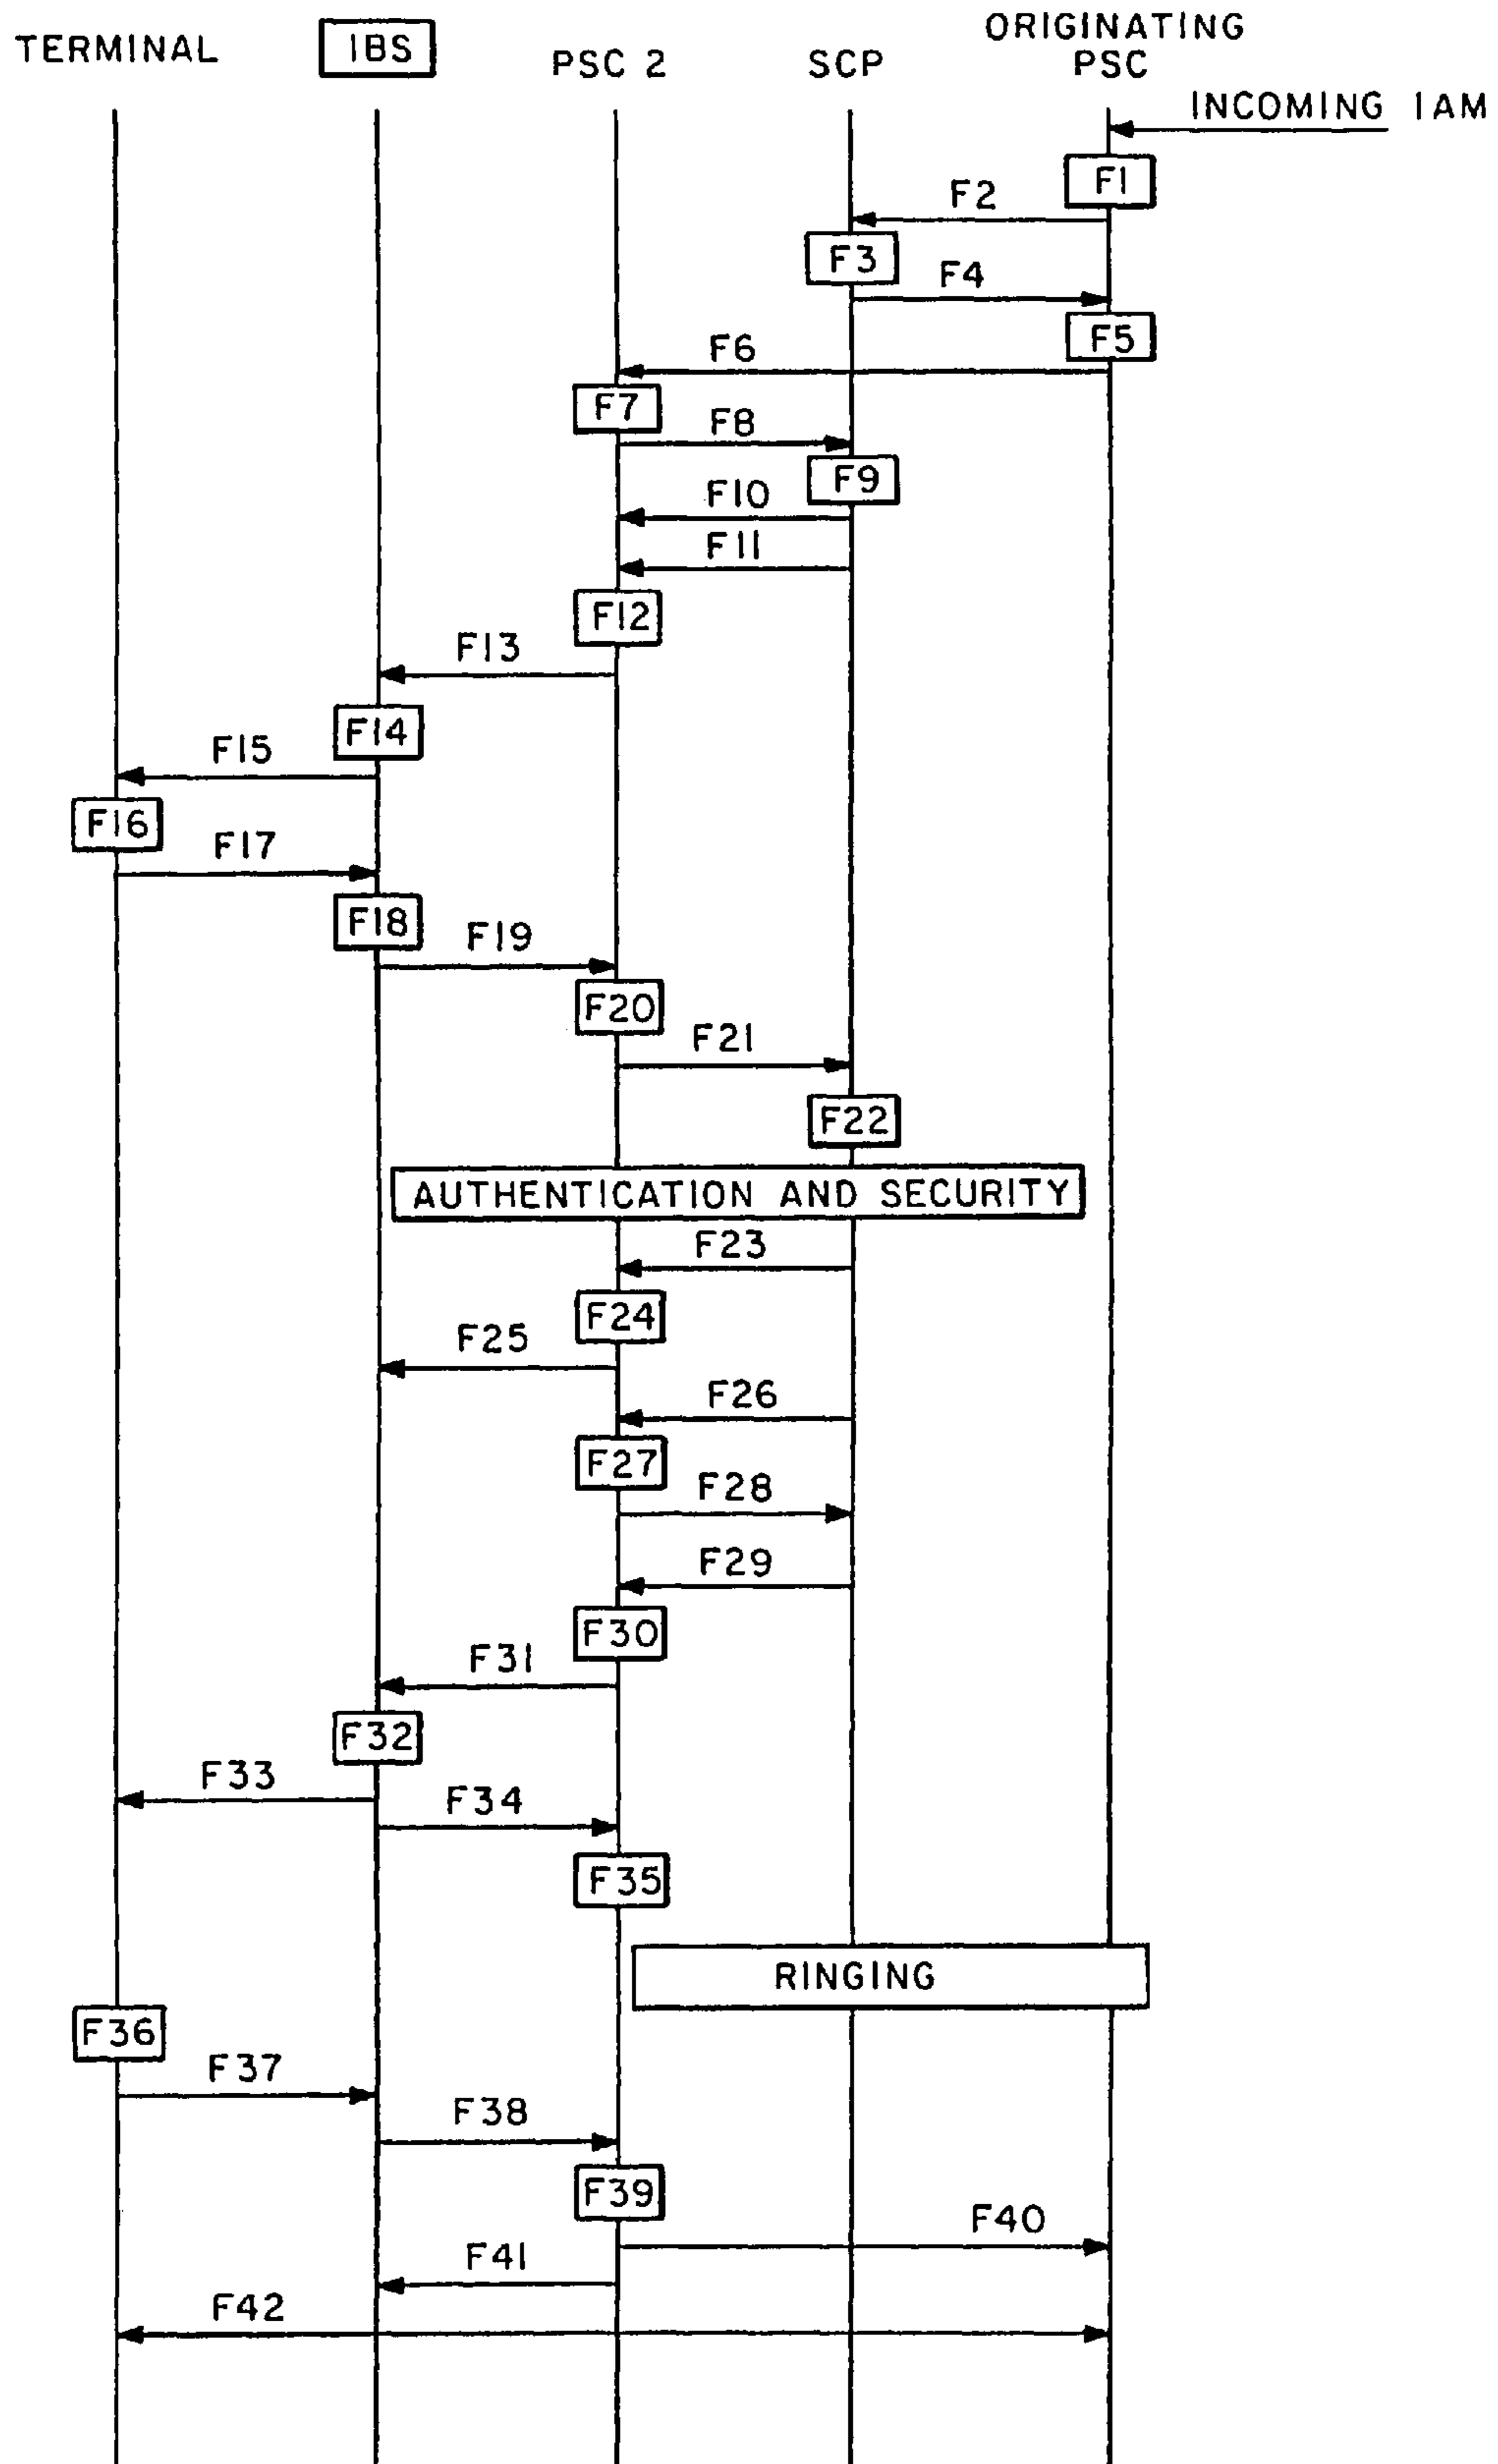 TERMINAL
IBS
PSC 2
SCP
ORIGINATING
PSC
INCOMING IAM
F1
F2
F3
F4
F5
F6
F7
F8
F9
F10
F11
F12
F13
F14
F15
F16
F17
F18
F19
F20
F21
F22
AUTHENTICATION AND SECURITY
F23
F24
F25
F26
F27
F28
F29
F30
F31
F32
F33
F34
F35
RINGING
F36
F37
F38
F39
F40
F41
F42